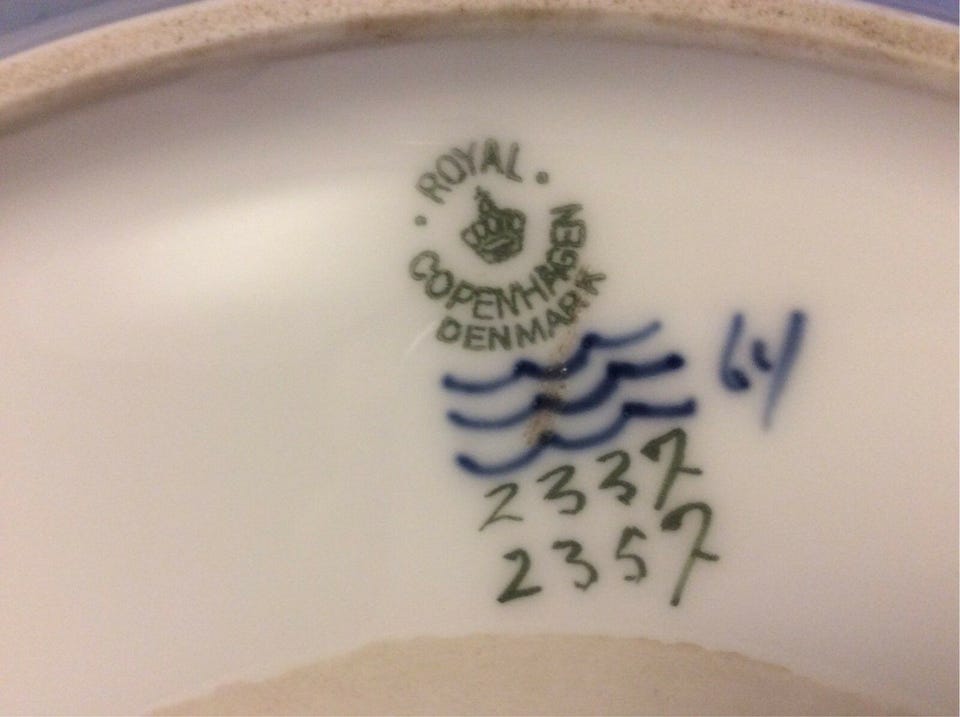 ROYAL
COPENHAGEN
DENMARK
64
2337
2357